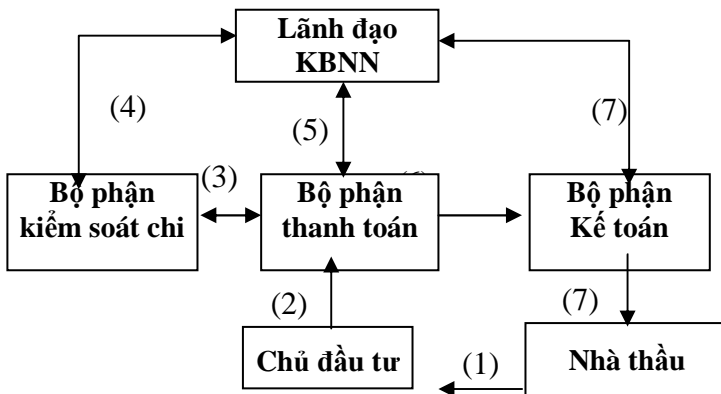 Lãnh đạo
KBNN
(4)
(5)
(7)
(3)
Bộ phận
kiểm soát chi
Bộ phận
thanh toán
Bộ phận
Kế toán
(2)
(7)
Chủ đầu tư
(1)
Nhà thầu